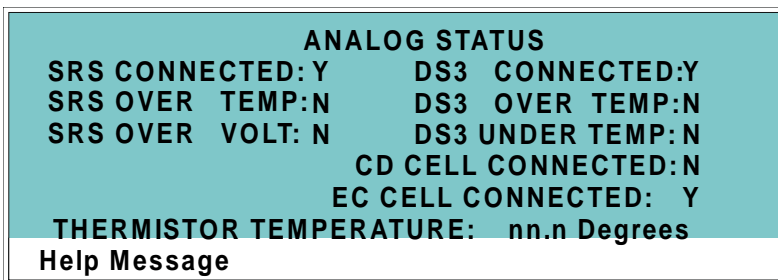 ANALOG STATUS
SRS CONNECTED: Y DS3 CONNECTED:Y
SRS OVER TEMP:N DS3 OVER TEMP:N
SRS OVER VOLT: N DS3 UNDER TEMP: N
CD CELL CONNECTED: N
EC CELL CONNECTED: Y
THERMISTOR TEMPERATURE: nn.n Degrees
Help Message